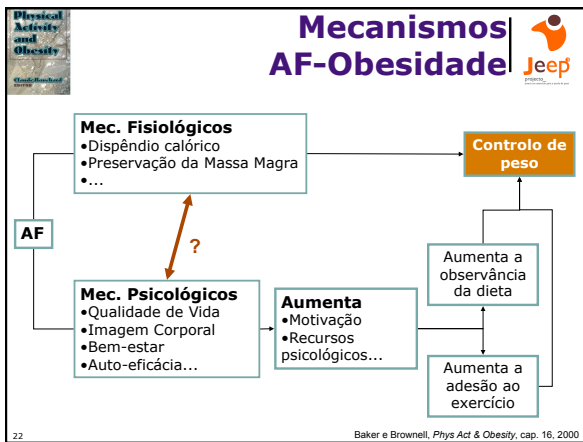 Physical
Activity
and
Obesity
Claude Bouchard
EDITOR
Mecanismos
AF-Obesidade
Jeep
projecto
Mec. Fisiológicos
•Dispêndio calórico
•Preservação da Massa Magra
•...
Controlo de
peso
AF
?
Aumenta a
observância
da dieta
Mec. Psicológicos
•Qualidade de Vida
•Imagem Corporal
•Bem-estar
•Auto-eficácia...
Aumenta
•Motivação
•Recursos
psicológicos...
Aumenta a
adesão ao
exercício
22
Baker e Brownell, Phys Act & Obesity, cap. 16, 2000